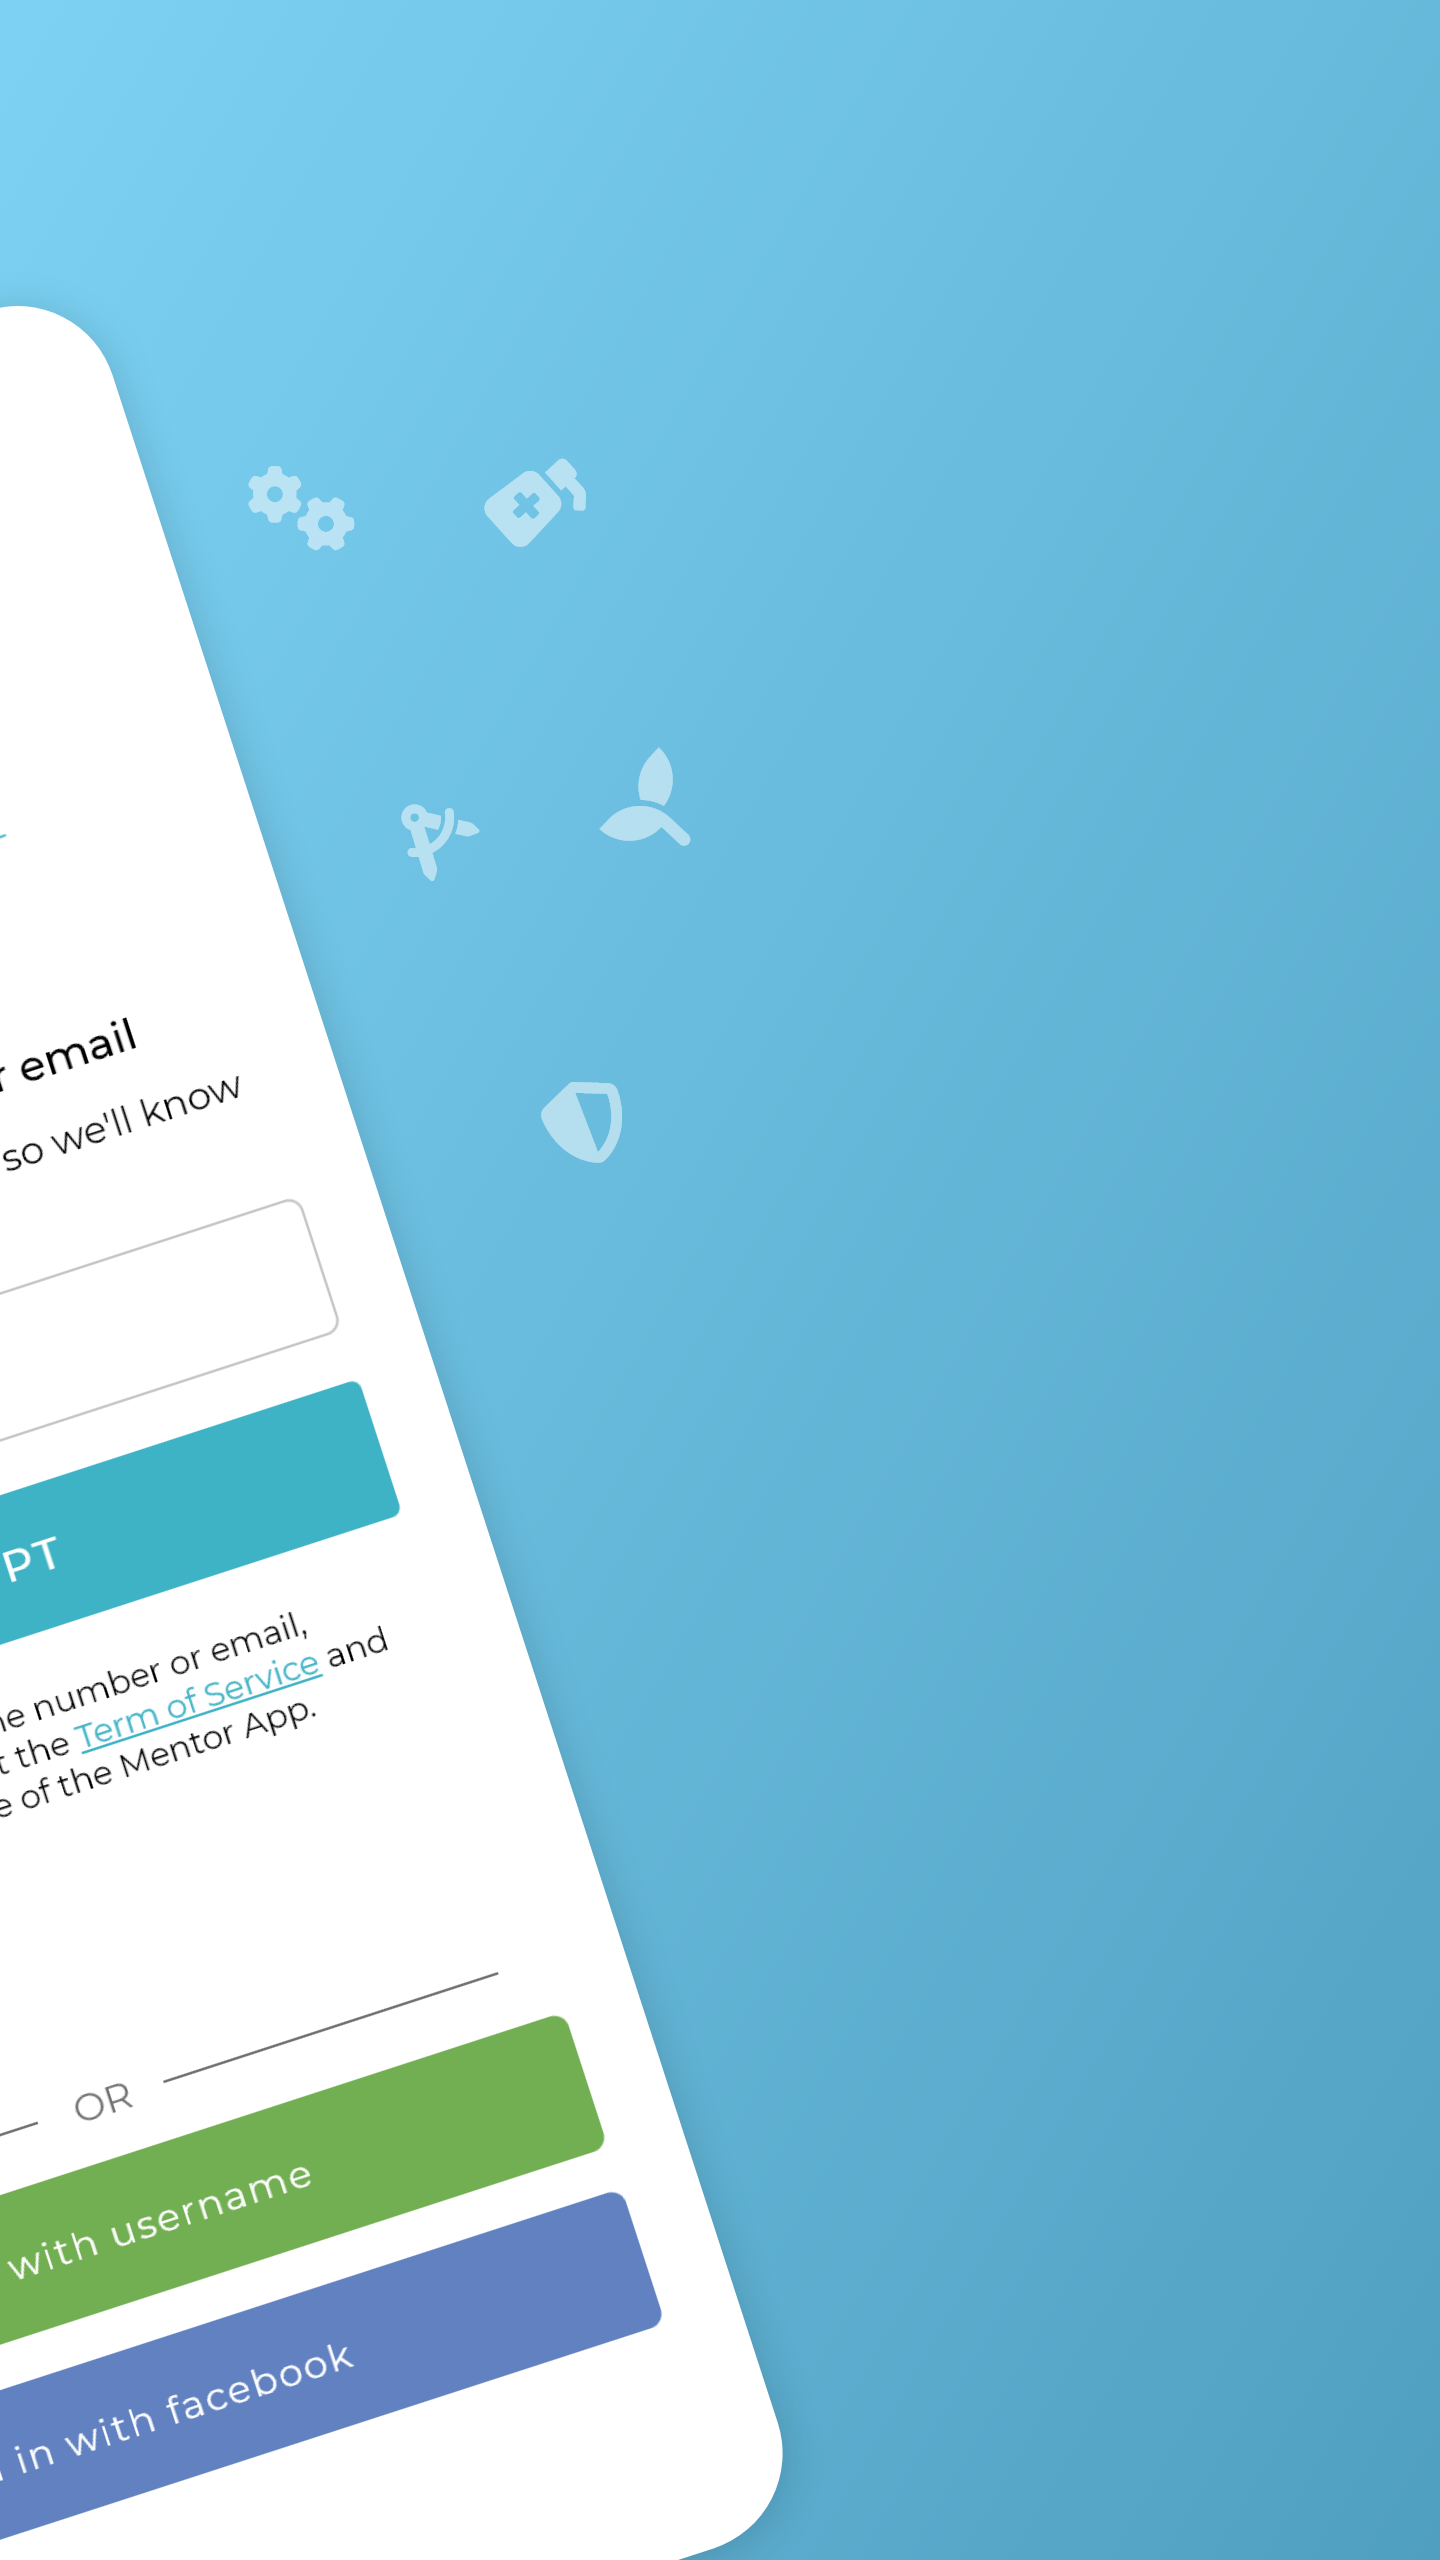 email
so we'll know
PT
number or email,
the Term of Service and
of the Mentor App.
OR
with username
in with facebook